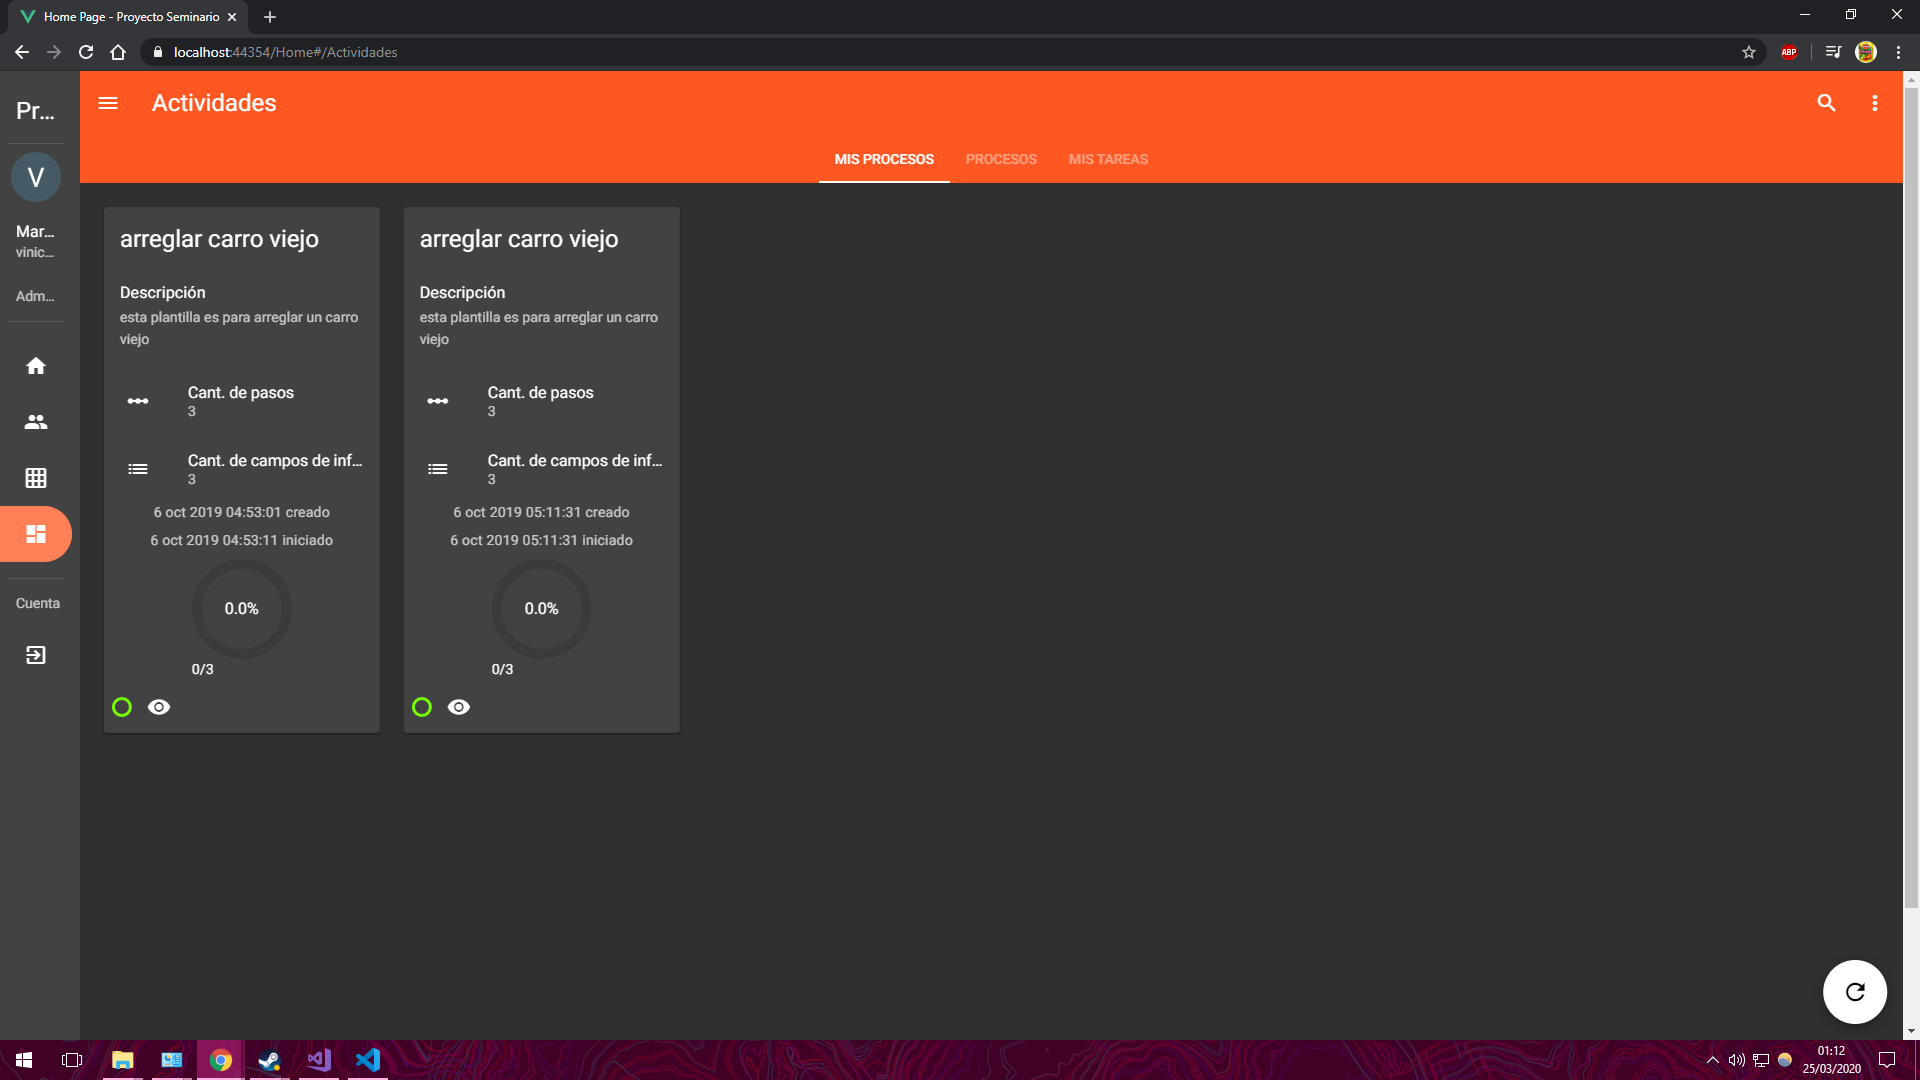 Home Page - Proyecto Seminario
localhost:44354/Home#/Actividades
ABP
Pr...
Actividades
MIS PROCESOS
PROCESOS
MIS TAREAS
V
Mar...
vinic...
Adm...
Cuenta
arreglar carro viejo
Descripción
esta plantilla es para arreglar un carro
viejo
Cant. de pasos
3
Cant. de campos de inf...
3
6 oct 2019 04:53:01 creado
6 oct 2019 04:53:11 iniciado
0.0%
0/3
arreglar carro viejo
Descripción
esta plantilla es para arreglar un carro
viejo
Cant. de pasos
3
Cant. de campos de inf...
3
6 oct 2019 05:11:31 creado
6 oct 2019 05:11:31 iniciado
0.0%
0/3
01:12
25/03/2020